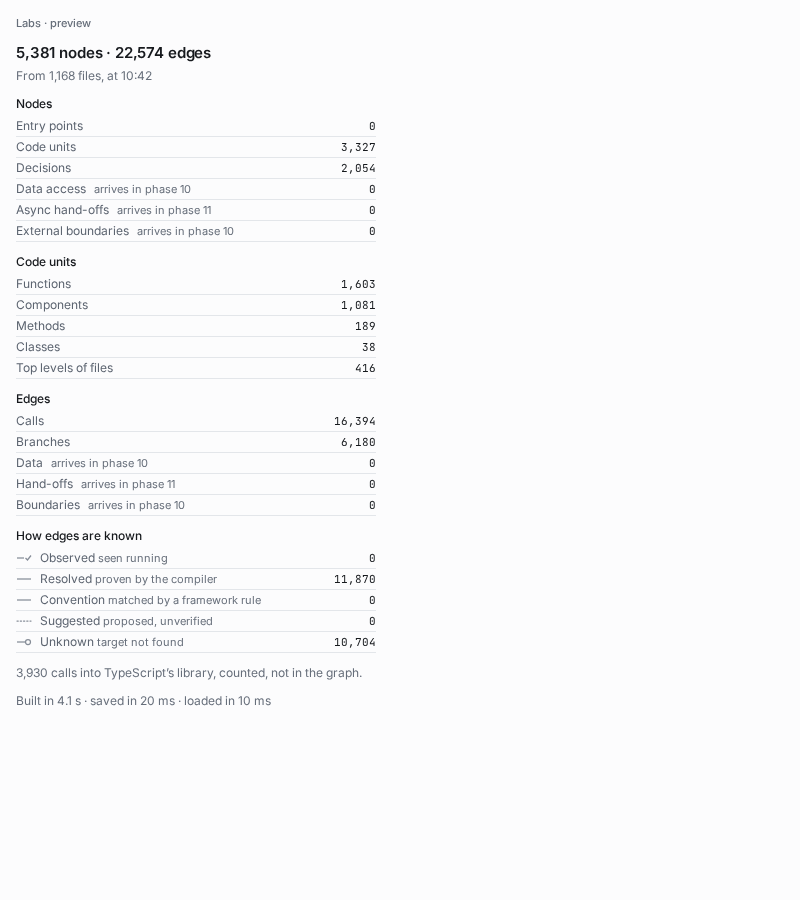 Labs · preview
5,381 nodes · 22,574 edges
From 1,168 files, at 10:42
Nodes
Entry points 0
Code units 3,327
Decisions 2,054
Data access arrives in phase 10 0
Async hand-offs arrives in phase 11 0
External boundaries arrives in phase 10 0
Code units
Functions 1,603
Components 1,081
Methods 189
Classes 38
Top levels of files 416
Edges
Calls 16,394
Branches 6,180
Data arrives in phase 10 0
Hand-offs arrives in phase 11 0
Boundaries arrives in phase 10 0
How edges are known
Observed seen running 0
Resolved proven by the compiler 11,870
Convention matched by a framework rule 0
Suggested proposed, unverified 0
Unknown target not found 10,704
3,930 calls into TypeScript’s library, counted, not in the graph.
Built in 4.1 s · saved in 20 ms · loaded in 10 ms